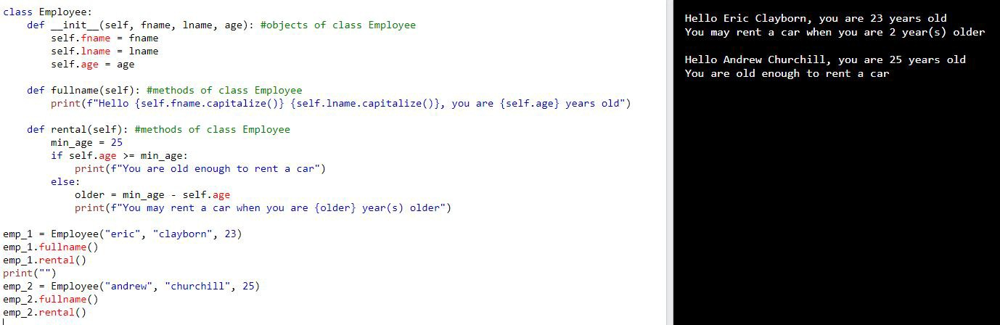 class Employee:
    def __init__(self, fname, lname, age): #objects of class Employee
        self.fname = fname
        self.lname = lname
        self.age = age

    def fullname(self): #methods of class Employee
        print(f"Hello {self.fname.capitalize()} {self.lname.capitalize()}, you are {self.age} years old")

    def rental(self): #methods of class Employee
        min_age = 25
        if self.age >= min_age:
            print(f"You are old enough to rent a car")
        else:
            older = min_age - self.age
            print(f"You may rent a car when you are {older} year(s) older")

emp_1 = Employee("eric", "clayborn", 23)
emp_1.fullname()
emp_1.rental()
print("")
emp_2 = Employee("andrew", "churchill", 25)
emp_2.fullname()
emp_2.rental()

Hello Eric Clayborn, you are 23 years old
You may rent a car when you are 2 year(s) older

Hello Andrew Churchill, you are 25 years old
You are old enough to rent a car